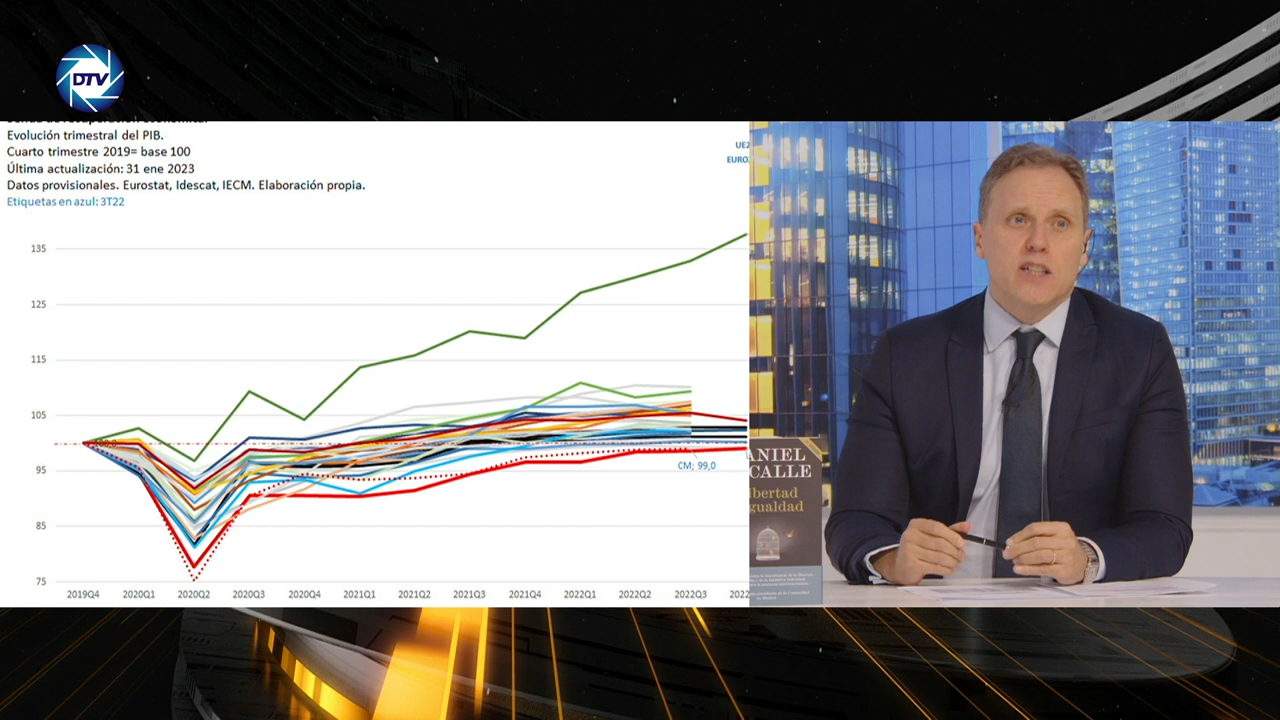 DTV
Evolución trimestral del PIB.
Cuarto trimestre 2019= base 100
Última actualización: 31 ene 2023
Datos provisionales. Eurostat, Idescat, IECM. Elaboración propia.
Etiquetas en azul: 3T22
135
125
115
105
95
85
75
CM; 99,0
2019Q4 2020Q1 2020Q2 2020Q3 2020Q4 2021Q1 2021Q2 2021Q3 2021Q4 2022Q1 2022Q2 2022Q3 2022
ANIEL
CALLE
ibertad
gualdad